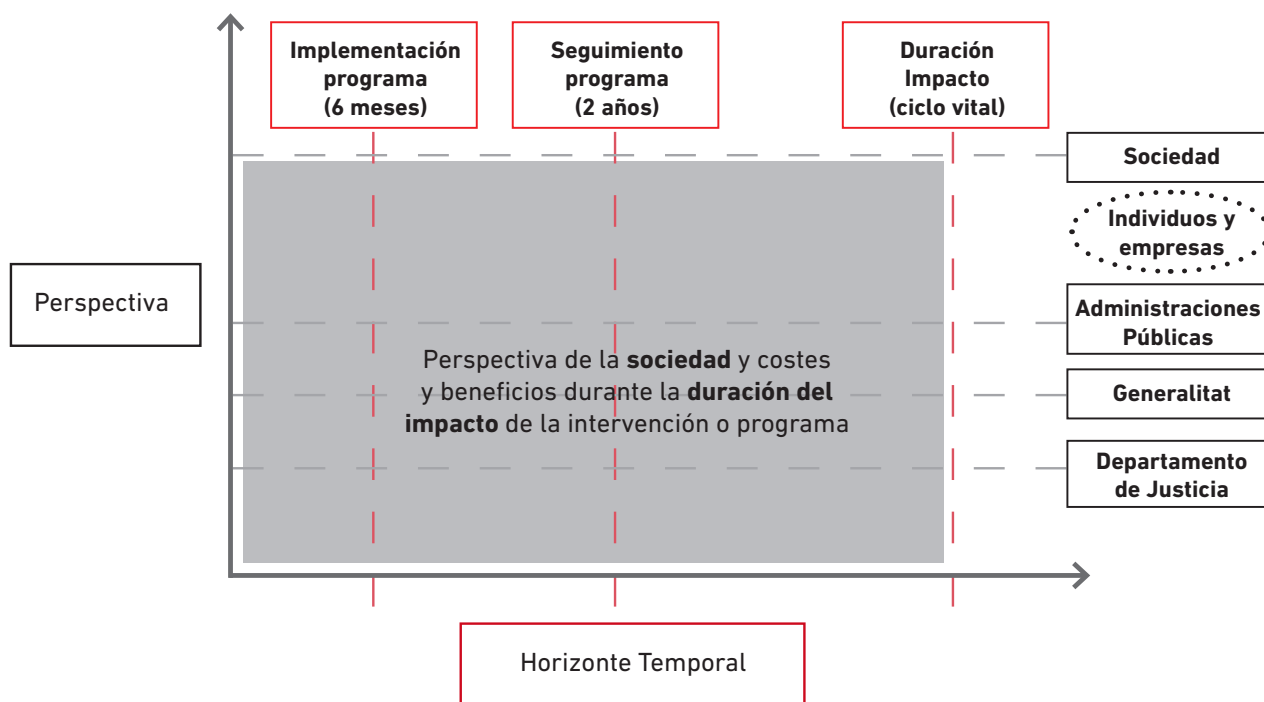 Implementación
programa
(6 meses)
Seguimiento
programa
(2 años)
Duración
Impacto
(ciclo vital)
Sociedad
Individuos y
empresas
Administraciones
Públicas
Generalitat
Departamento
de Justicia
Perspectiva
Perspectiva de la sociedad y costes
y beneficios durante la duración del
impacto de la intervención o programa
Horizonte Temporal